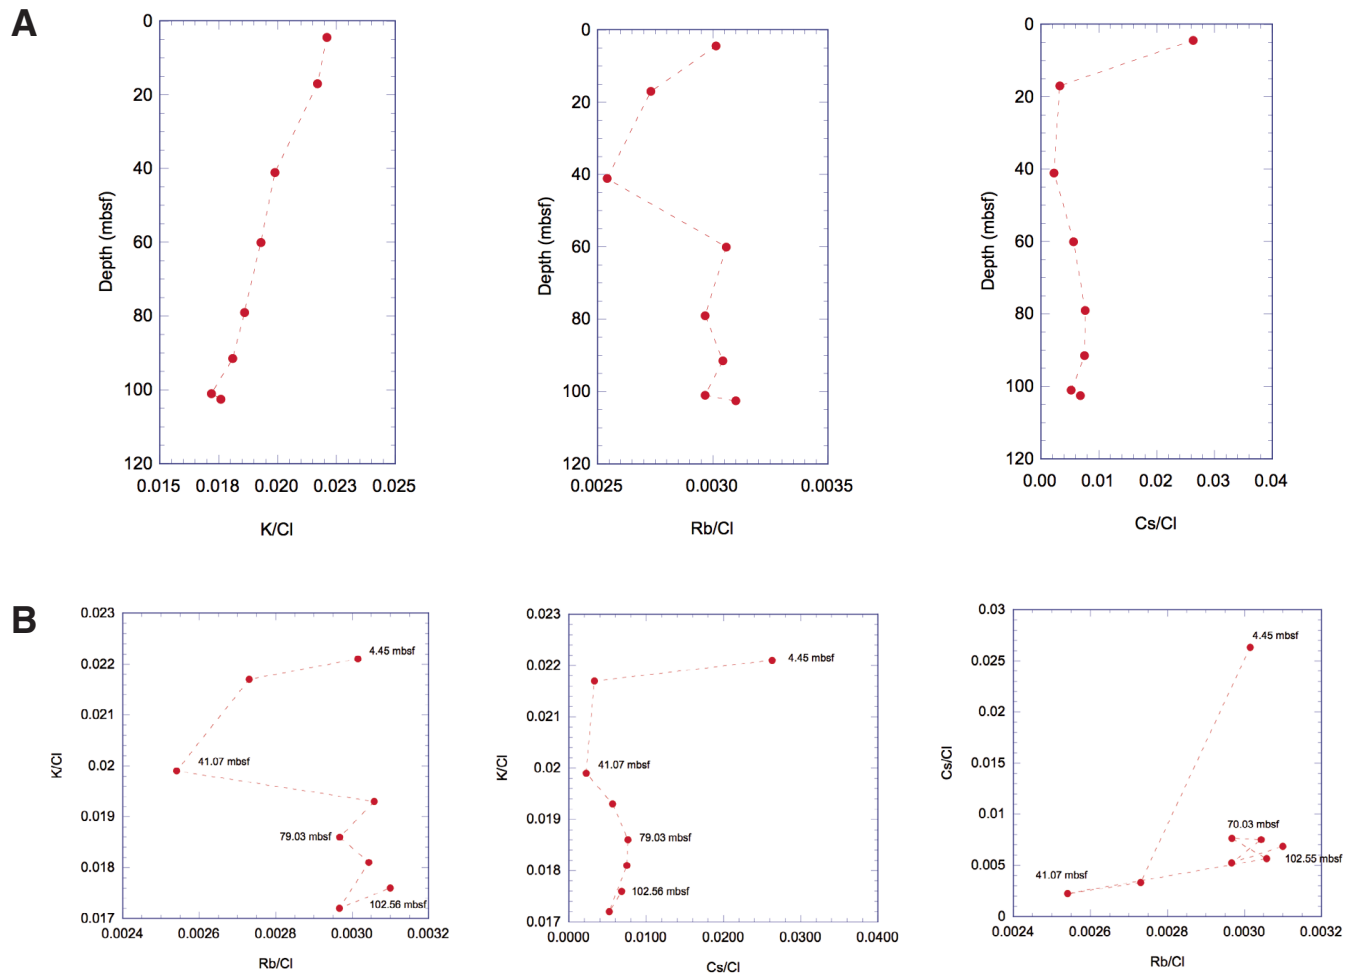 A
0
20
40
60
80
100
120
Depth (mbsf)
0.015 0.018 0.020 0.023 0.025
K/Cl
0
20
40
60
80
100
120
Depth (mbsf)
0.0025 0.0030 0.0035
Rb/Cl
0
20
40
60
80
100
120
Depth (mbsf)
0.00 0.01 0.02 0.03 0.04
Cs/Cl
B
0.023
0.022
0.021
0.02
0.019
0.018
0.017
K/Cl
4.45 mbsf
41.07 mbsf
79.03 mbsf
102.56 mbsf
0.0024 0.0026 0.0028 0.0030 0.0032
Rb/Cl
0.023
0.022
0.021
0.02
0.019
0.018
0.017
K/Cl
4.45 mbsf
41.07 mbsf
79.03 mbsf
102.56 mbsf
0.0000 0.0100 0.0200 0.0300 0.0400
Cs/Cl
0.03
0.025
0.02
0.015
0.01
0.005
0
Cs/Cl
4.45 mbsf
70.03 mbsf
102.55 mbsf
41.07 mbsf
0.0024 0.0026 0.0028 0.0030 0.0032
Rb/Cl